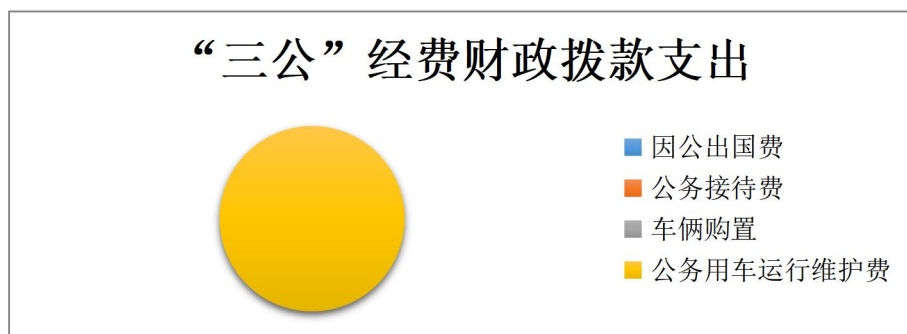 “三公”经费财政拨款支出
因公出国费
公务接待费
车俩购置
公务用车运行维护费